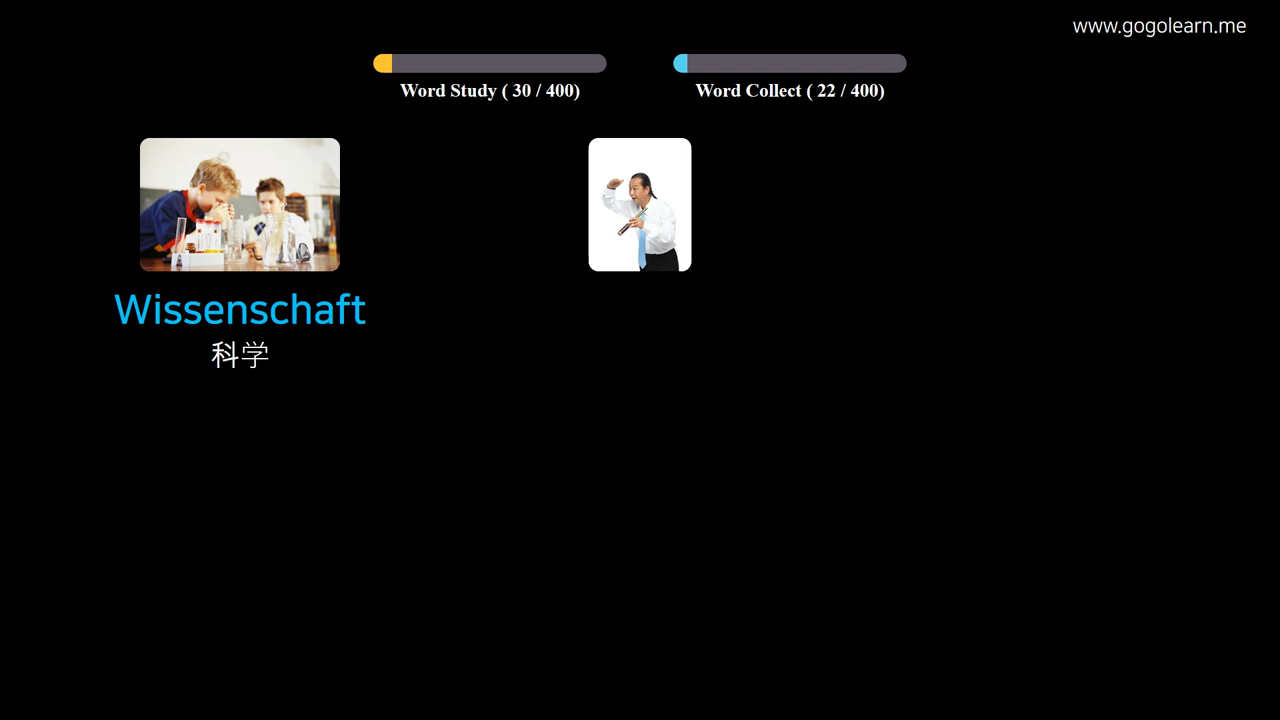 www.gogolearn.me
Word Study ( 30 / 400)
Word Collect ( 22 / 400)
Wissenschaft
科学